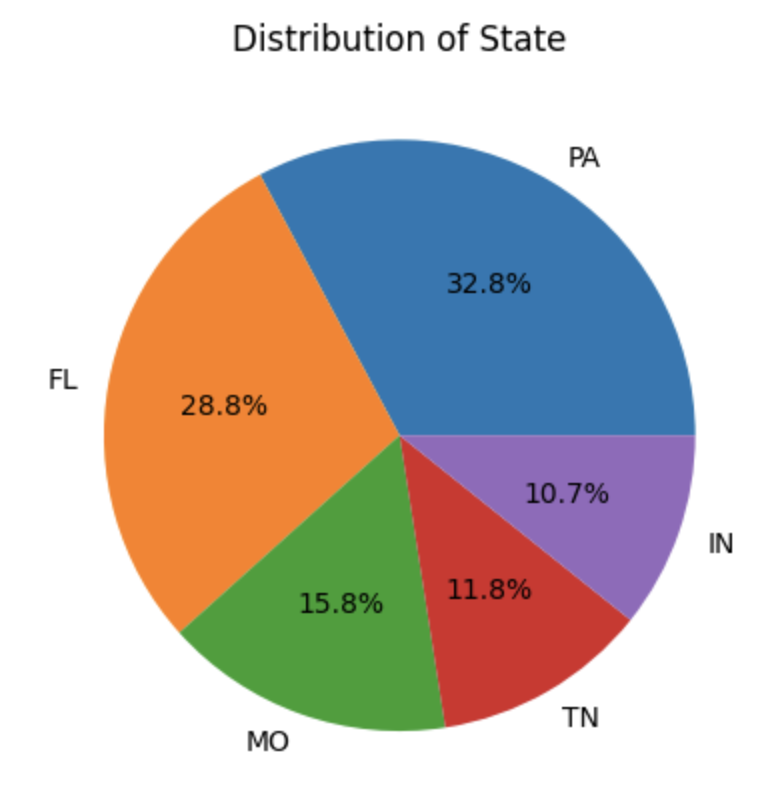 Distribution of State
PA
32.8%
FL
28.8%
10.7%
IN
11.8%
15.8%
TN
MO